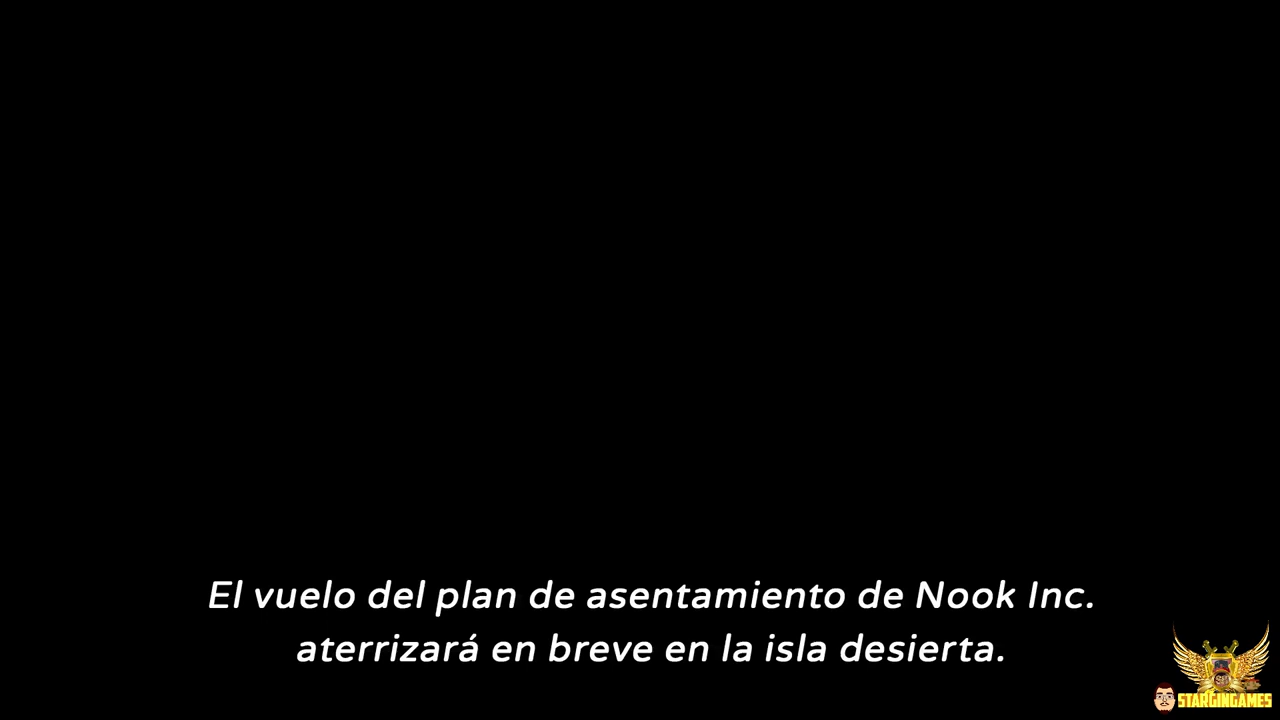 El vuelo del plan de asentamiento de Nook Inc.
aterrizará en breve en la isla desierta.
STARGINGAMES